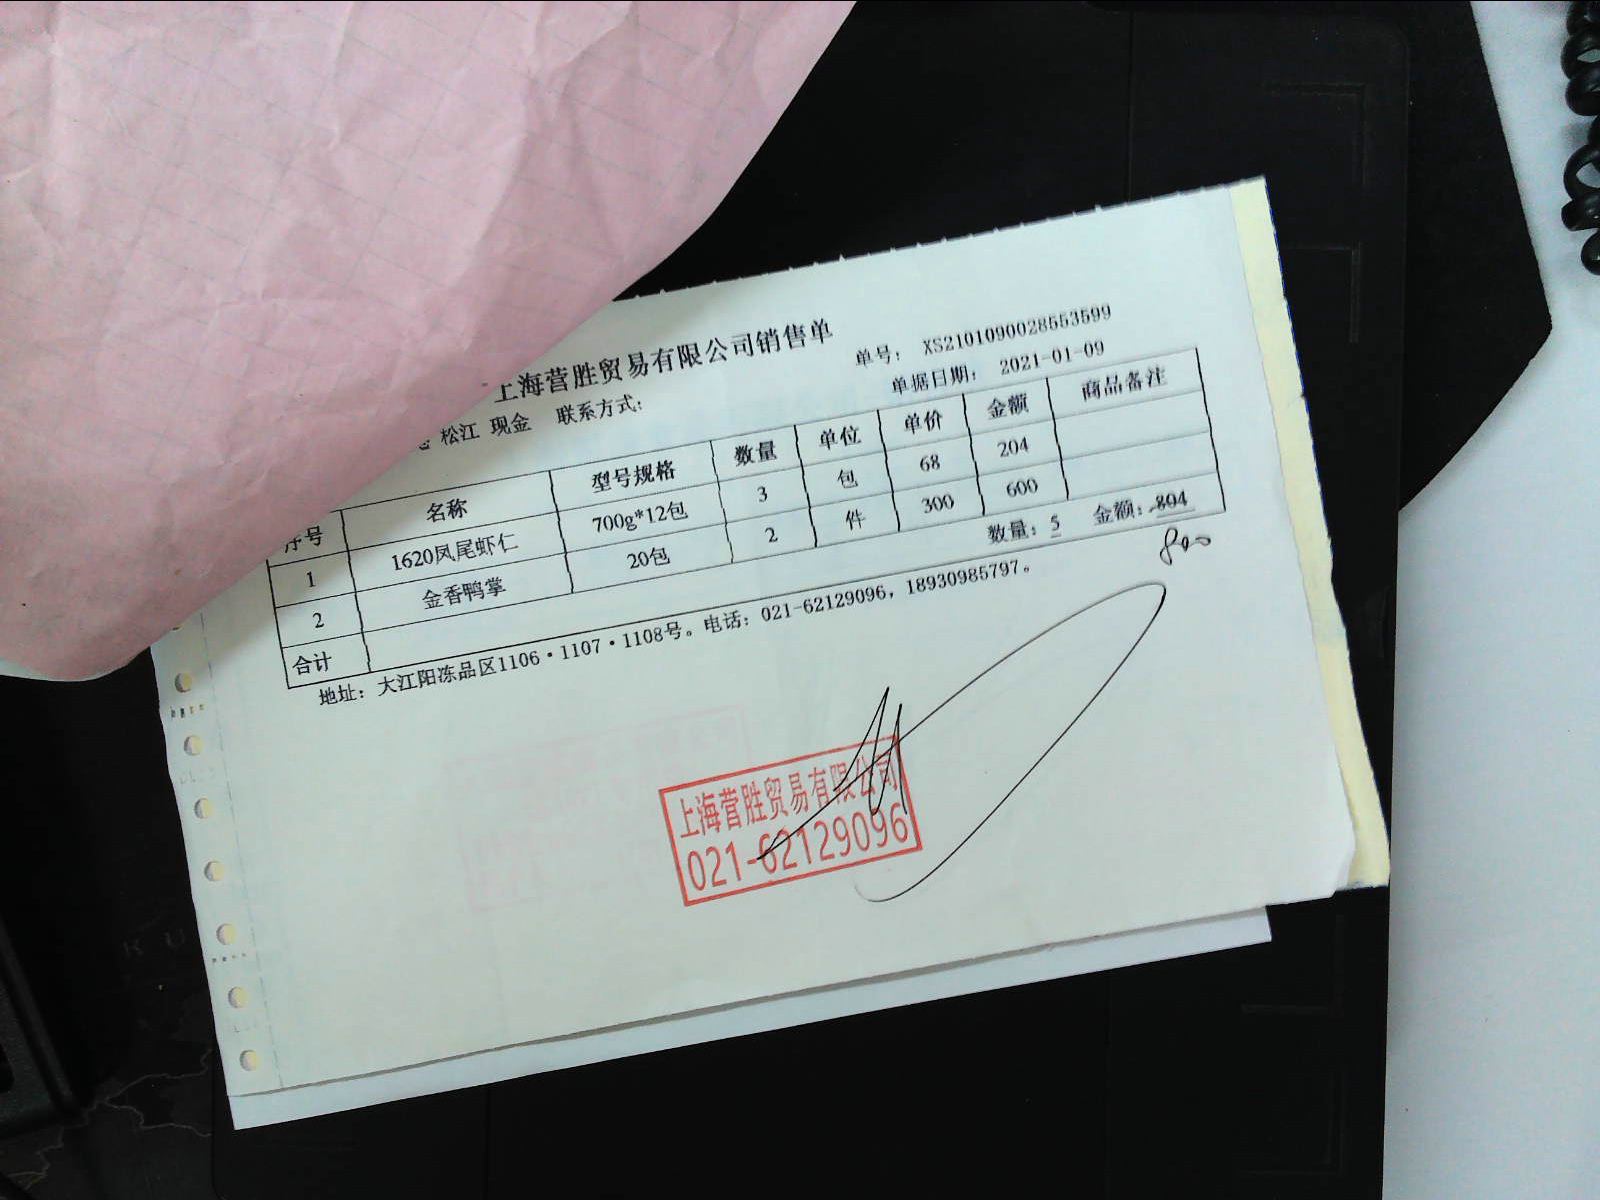 上海营胜贸易有限公司销售单
单号： XS2101090028553599
松江 现金 联系方式：
单据日期： 2021-01-09
序号 名称 型号规格 数量 单位 单价 金额 商品备注
1 1620凤尾虾仁 700g*12包 3 包 68 204
2 金香鸭掌 20包 2 件 300 600
合计 数量：5 金额：804
800
地址：大江阳冻品区1106·1107·1108号。电话：021-62129096，18930985797。
上海营胜贸易有限公司
021-62129096